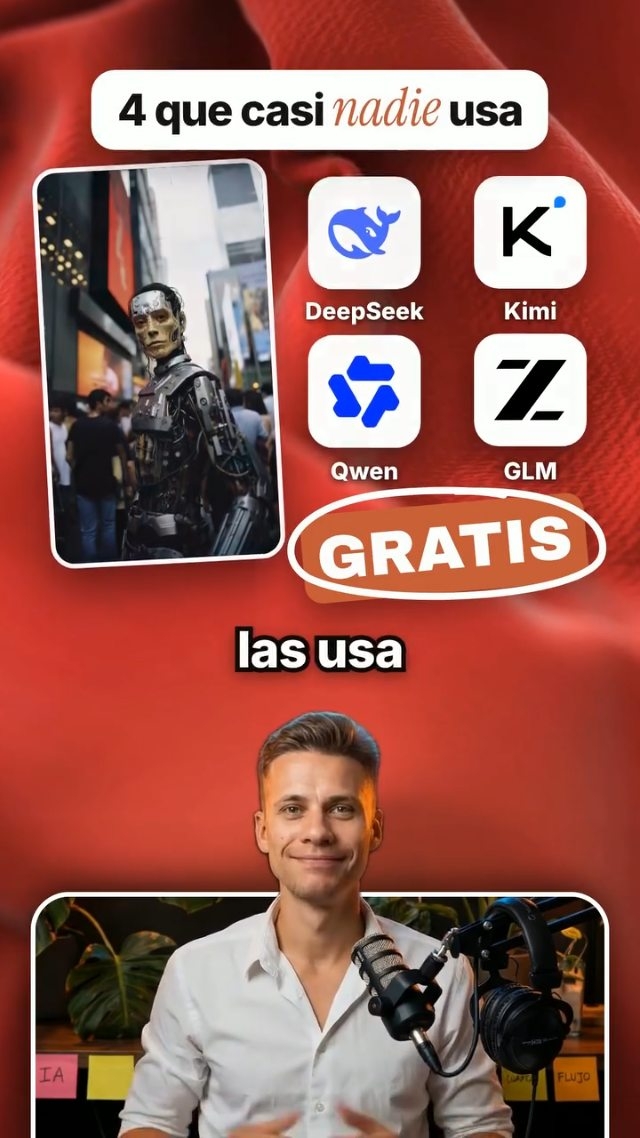 4 que casi nadie usa
DeepSeek
Kimi
Qwen
GLM
GRATIS
las usa
IA
FLUJO